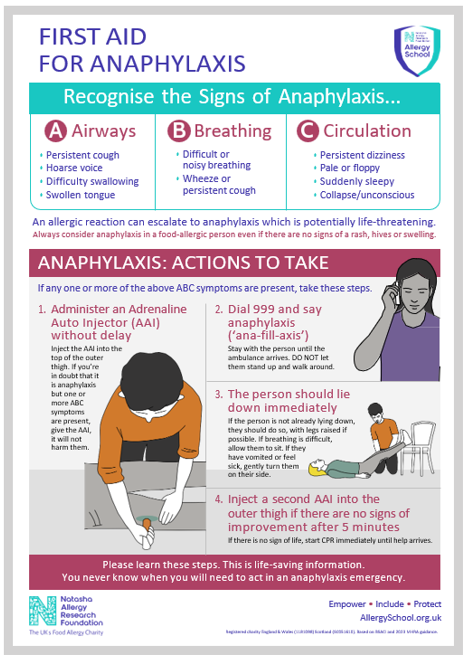 FIRST AID
FOR ANAPHYLAXIS
Natasha
Allergy
Research
Foundation
Allergy
School
Recognise the Signs of Anaphylaxis...
A Airways
Persistent cough
Hoarse voice
Difficulty swallowing
Swollen tongue
B Breathing
Difficult or
noisy breathing
Wheeze or
persistent cough
C Circulation
Persistent dizziness
Pale or floppy
Suddenly sleepy
Collapse/unconscious
An allergic reaction can escalate to anaphylaxis which is potentially life-threatening.
Always consider anaphylaxis in a food-allergic person even if there are no signs of a rash, hives or swelling.
ANAPHYLAXIS: ACTIONS TO TAKE
If any one or more of the above ABC symptoms are present, take these steps.
1. Administer an Adrenaline
Auto Injector (AAI)
without delay
Inject the AAI into the
top of the outer
thigh. If you're
in doubt that it
is anaphylaxis
but one or
more ABC
symptoms
are present,
give the AAI,
it will not
harm them.
2. Dial 999 and say
anaphylaxis
('ana-fill-axis')
Stay with the person until the
ambulance arrives. DO NOT let
them stand up and walk around.
3. The person should lie
down immediately
If the person is not already lying down,
they should do so, with legs raised if
possible. If breathing is difficult,
allow them to sit. If they
have vomited or feel
sick, gently turn them
on their side.
4. Inject a second AAI into the
outer thigh if there are no signs of
improvement after 5 minutes
If there is no sign of life, start CPR immediately until help arrives.
Please learn these steps. This is life-saving information.
You never know when you will need to act in an anaphylaxis emergency.
Natasha
Allergy
Research
Foundation
The UK's Food Allergy Charity
Empower • Include • Protect
AllergySchool.org.uk
Registered charity England & Wales Scotland Based on BSACI and 2023 MHRA guidance.